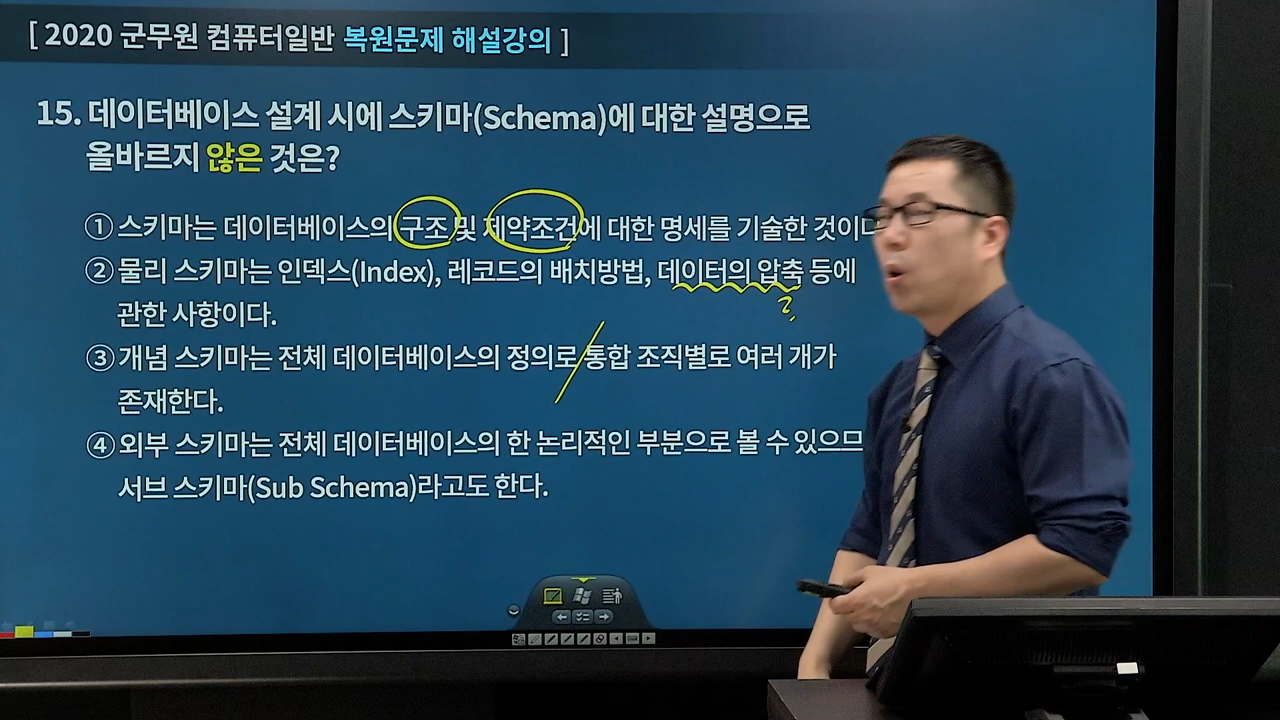 [ 2020 군무원 컴퓨터일반 복원문제 해설강의 ]
15. 데이터베이스 설계 시에 스키마(Schema)에 대한 설명으로
올바르지 않은 것은?
① 스키마는 데이터베이스의 구조 및 제약조건에 대한 명세를 기술한 것이다
② 물리 스키마는 인덱스(Index), 레코드의 배치방법, 데이터의 압축 등에
관한 사항이다.
?
③ 개념 스키마는 전체 데이터베이스의 정의로 통합 조직별로 여러 개가
존재한다.
④ 외부 스키마는 전체 데이터베이스의 한 논리적인 부분으로 볼 수 있으므
서브 스키마(Sub Schema)라고도 한다.